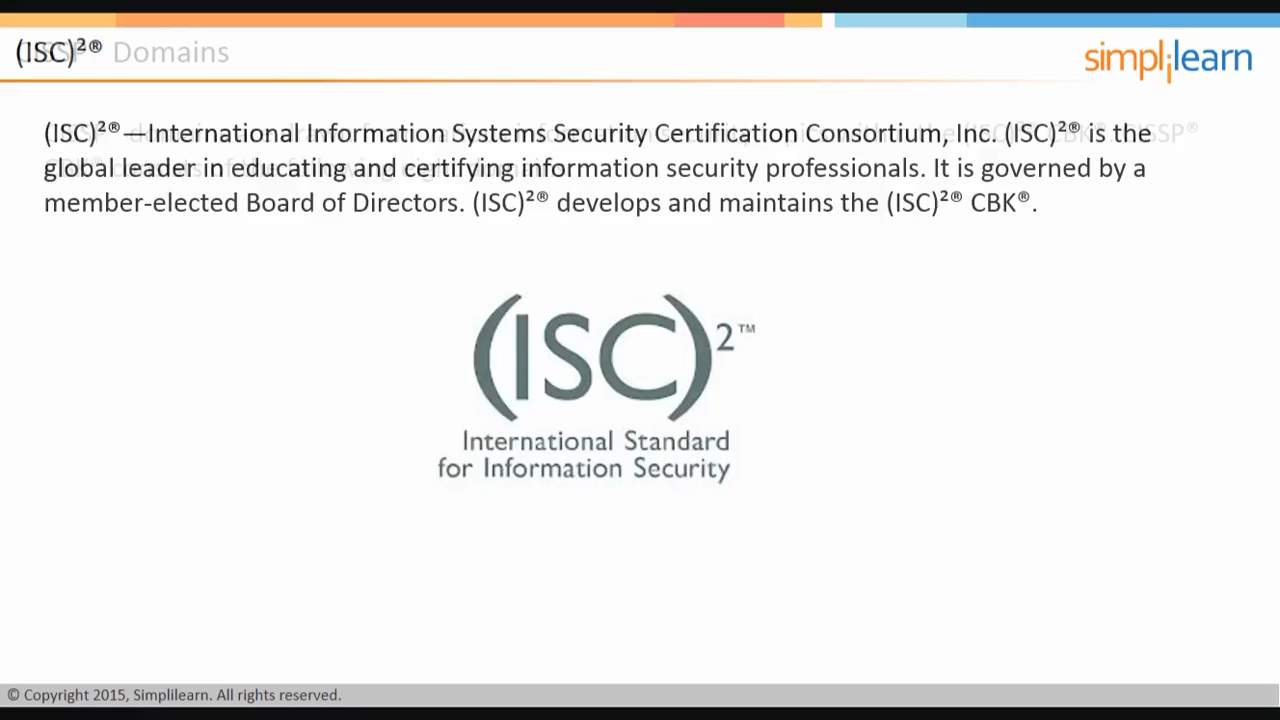 (ISC)²® Domains
simplilearn
(ISC)²®—International Information Systems Security Certification Consortium, Inc. (ISC)²® is the
global leader in educating and certifying information security professionals. It is governed by a
member-elected Board of Directors. (ISC)²® develops and maintains the (ISC)²® CBK®.
(ISC)²™
International Standard
for Information Security
© Copyright 2015, Simplilearn. All rights reserved.